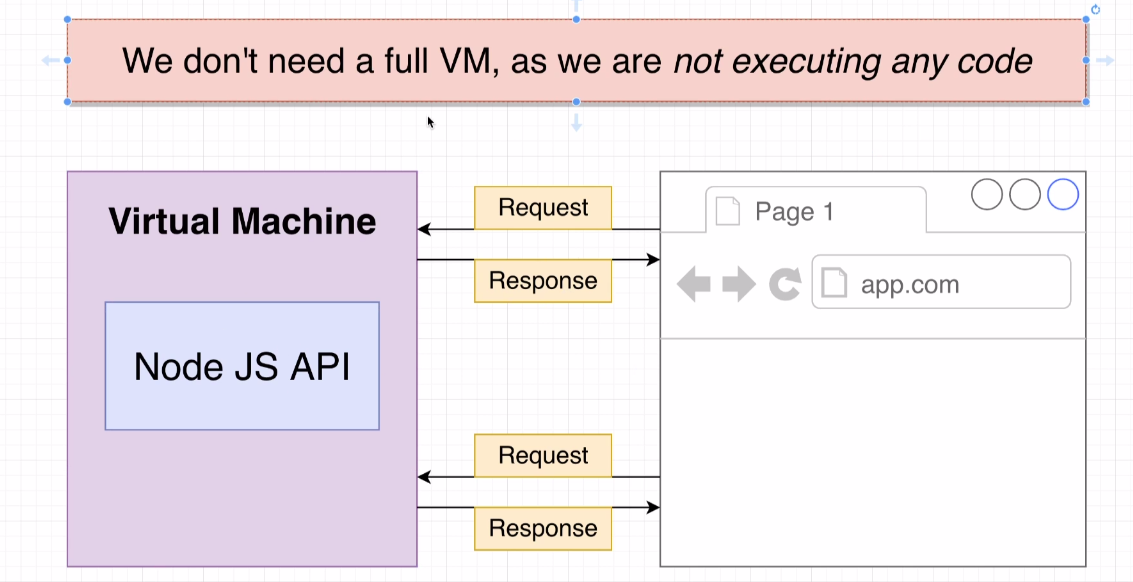 We don't need a full VM, as we are not executing any code
Virtual Machine
Node JS API
Request
Response
Request
Response
Page 1
app.com